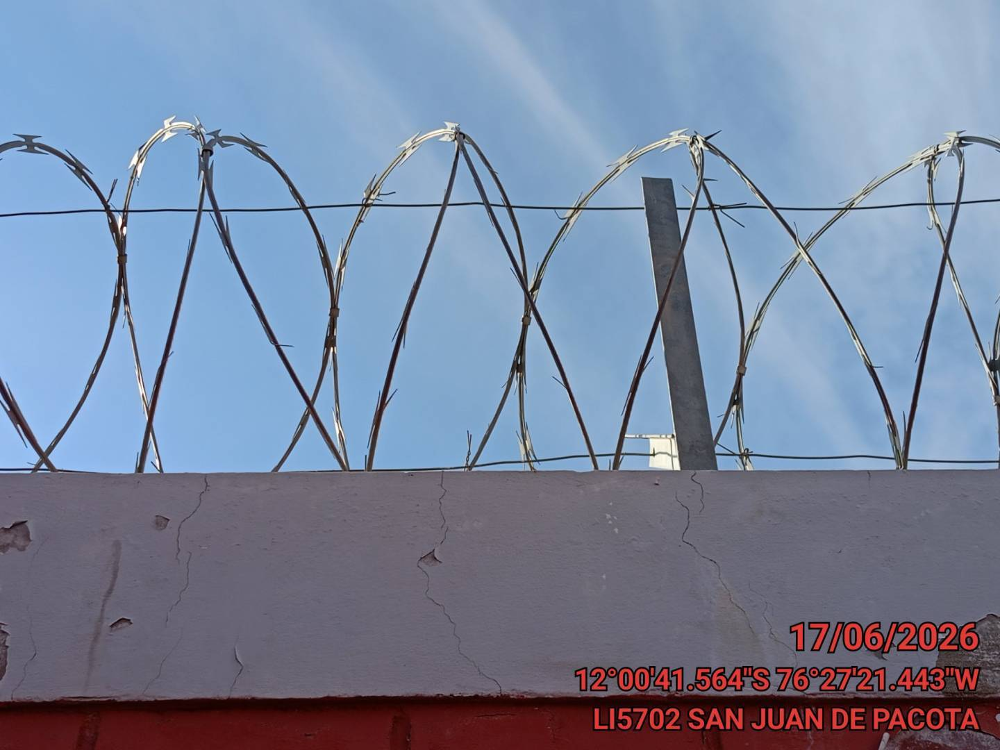 17/06/2026
12°00'41.564"S 76°27'21.443"W
LI5702 SAN JUAN DE PACOTA